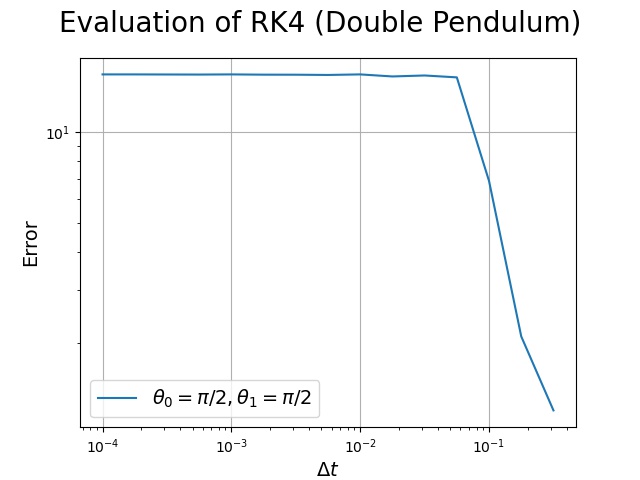 Evaluation of RK4 (Double Pendulum)
10¹
Error
θ₀ = π/2, θ₁ = π/2
10⁻⁴ 10⁻³ 10⁻² 10⁻¹
Δt